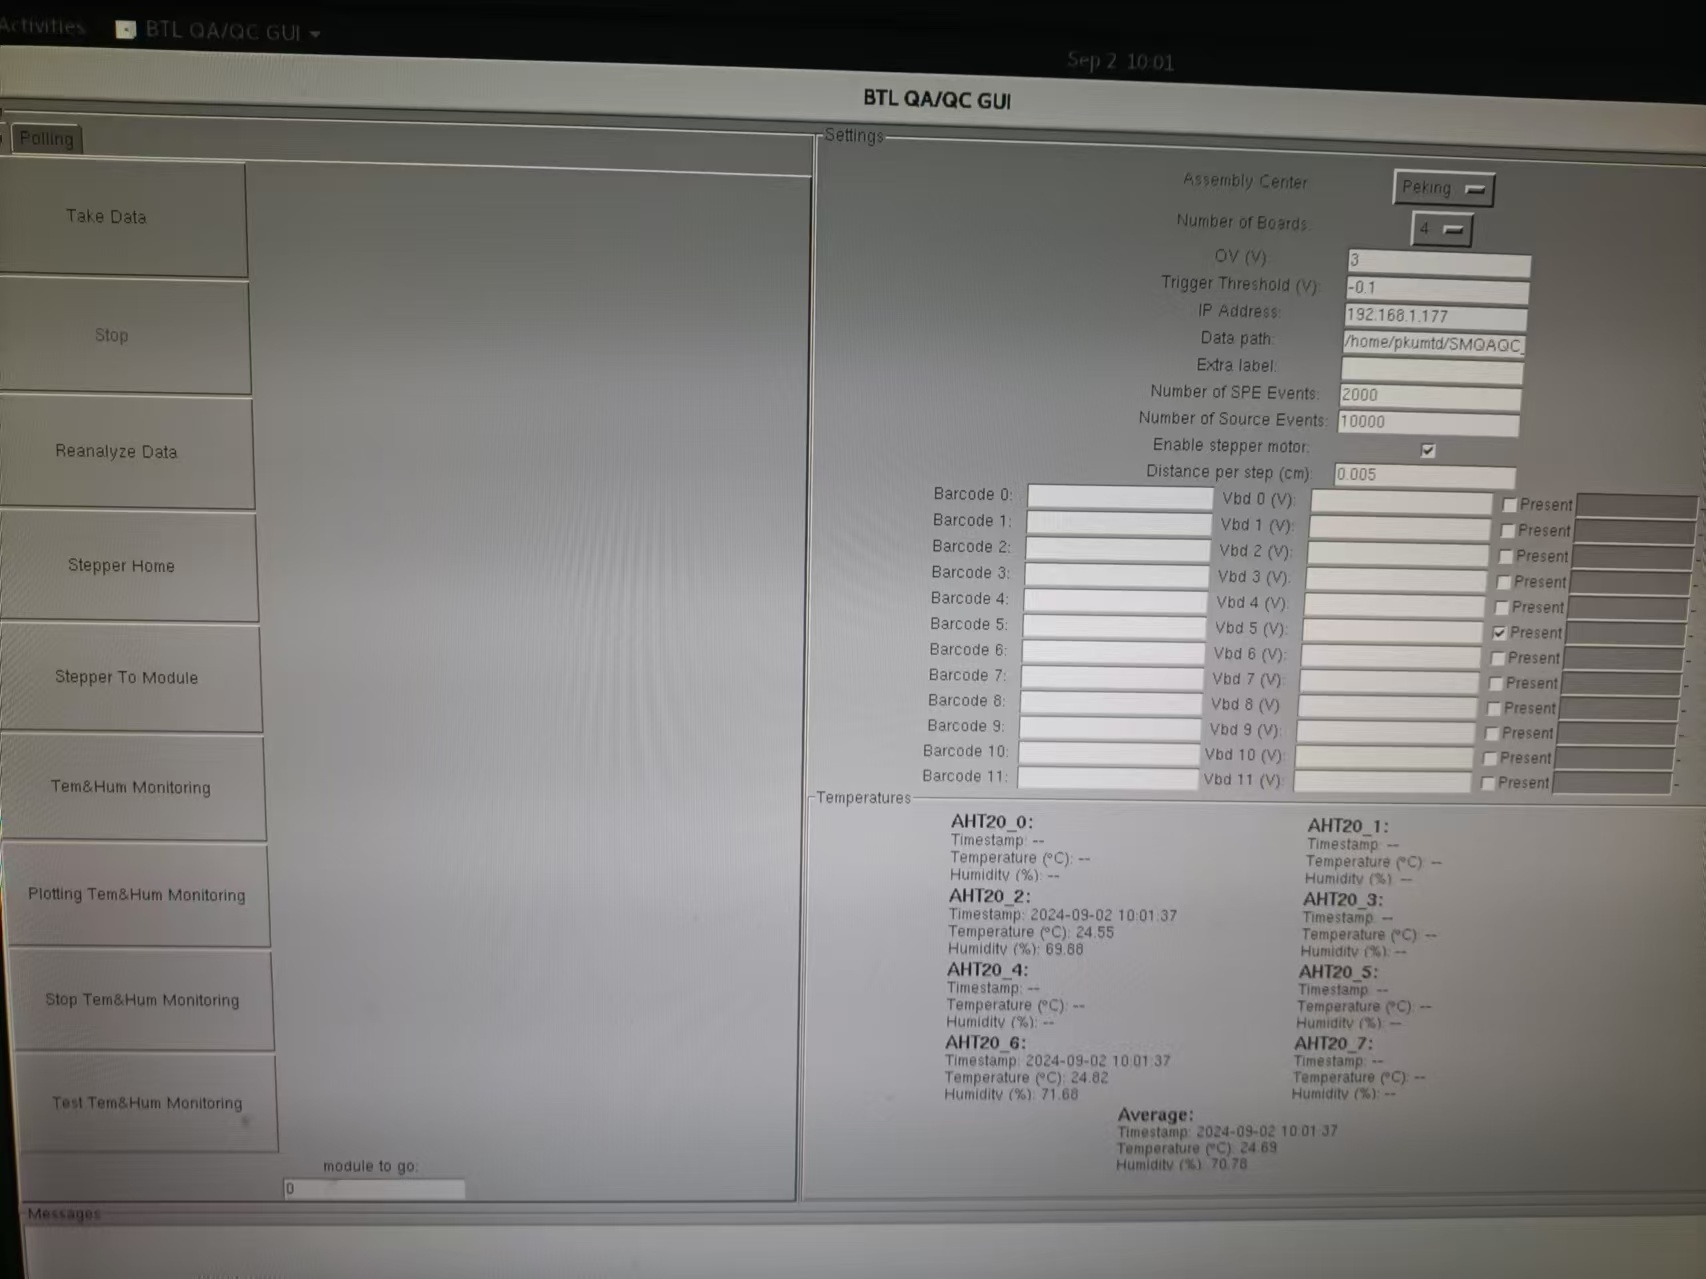 Activities
BTL QA/QC GUI
Sep 2 10:01
BTL QA/QC GUI
Polling
Take Data
Stop
Reanalyze Data
Stepper Home
Stepper To Module
Tem&Hum Monitoring
Plotting Tem&Hum Monitoring
Stop Tem&Hum Monitoring
Test Tem&Hum Monitoring
module to go:
0
Settings
Assembly Center
Peking
Number of Boards:
4
OV (V)
3
Trigger Threshold (V):
-0.1
IP Address:
192.168.1.177
Data path:
/home/pkumtd/SMQAQC_
Extra label:
Number of SPE Events:
2000
Number of Source Events:
10000
Enable stepper motor:
Distance per step (cm):
0.005
Barcode 0: Vbd 0 (V): Present
Barcode 1: Vbd 1 (V): Present
Barcode 2: Vbd 2 (V): Present
Barcode 3: Vbd 3 (V): Present
Barcode 4: Vbd 4 (V): Present
Barcode 5: Vbd 5 (V): Present
Barcode 6: Vbd 6 (V): Present
Barcode 7: Vbd 7 (V): Present
Barcode 8: Vbd 8 (V) Present
Barcode 9: Vbd 9 (V): Present
Barcode 10: Vbd 10 (V): Present
Barcode 11: Vbd 11 (V): Present
Temperatures
AHT20_0:
Timestamp: --
Temperature (°C): --
Humidity (%): --
AHT20_1:
Timestamp: --
Temperature (°C): --
Humidity (%): --
AHT20_2:
Timestamp: 2024-09-02 10:01:37
Temperature (°C): 24.55
Humidity (%): 69.88
AHT20_3:
Timestamp: --
Temperature (°C): --
Humidity (%): --
AHT20_4:
Timestamp: --
Temperature (°C): --
Humidity (%): --
AHT20_5:
Timestamp: --
Temperature (°C): --
Humidity (%): --
AHT20_6:
Timestamp: 2024-09-02 10:01:37
Temperature (°C): 24.82
Humidity (%): 71.68
AHT20_7:
Timestamp: --
Temperature (°C): --
Humidity (%): --
Average:
Timestamp: 2024-09-02 10:01:37
Temperature (°C): 24.69
Humidity (%): 70.78
Messages